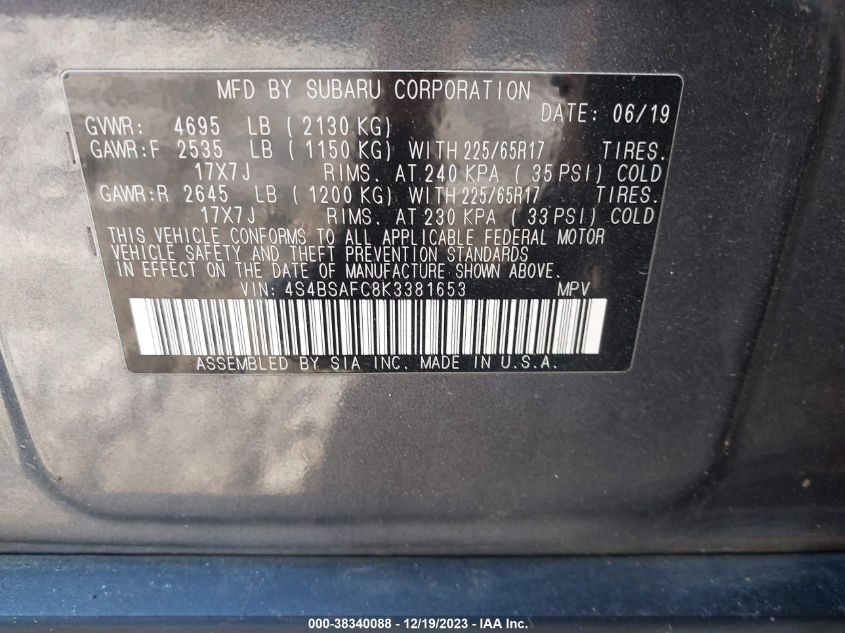 MFD BY SUBARU CORPORATION
DATE: 06/19
GVWR: 4695 LB ( 2130 KG)
GAWR:F 2535 LB ( 1150 KG) WITH 225/65R17 TIRES.
17X7J RIMS. AT 240 KPA ( 35 PSI) COLD
GAWR:R 2645 LB ( 1200 KG) WITH 225/65R17 TIRES.
17X7J RIMS. AT 230 KPA ( 33 PSI) COLD
THIS VEHICLE CONFORMS TO ALL APPLICABLE FEDERAL MOTOR
VEHICLE SAFETY AND THEFT PREVENTION STANDARDS
IN EFFECT ON THE DATE OF MANUFACTURE SHOWN ABOVE.
VIN: 4S4BSAFC8K3381653 MPV
ASSEMBLED BY SIA INC. MADE IN U.S.A.
000-38340088 - 12/19/2023 - IAA Inc.